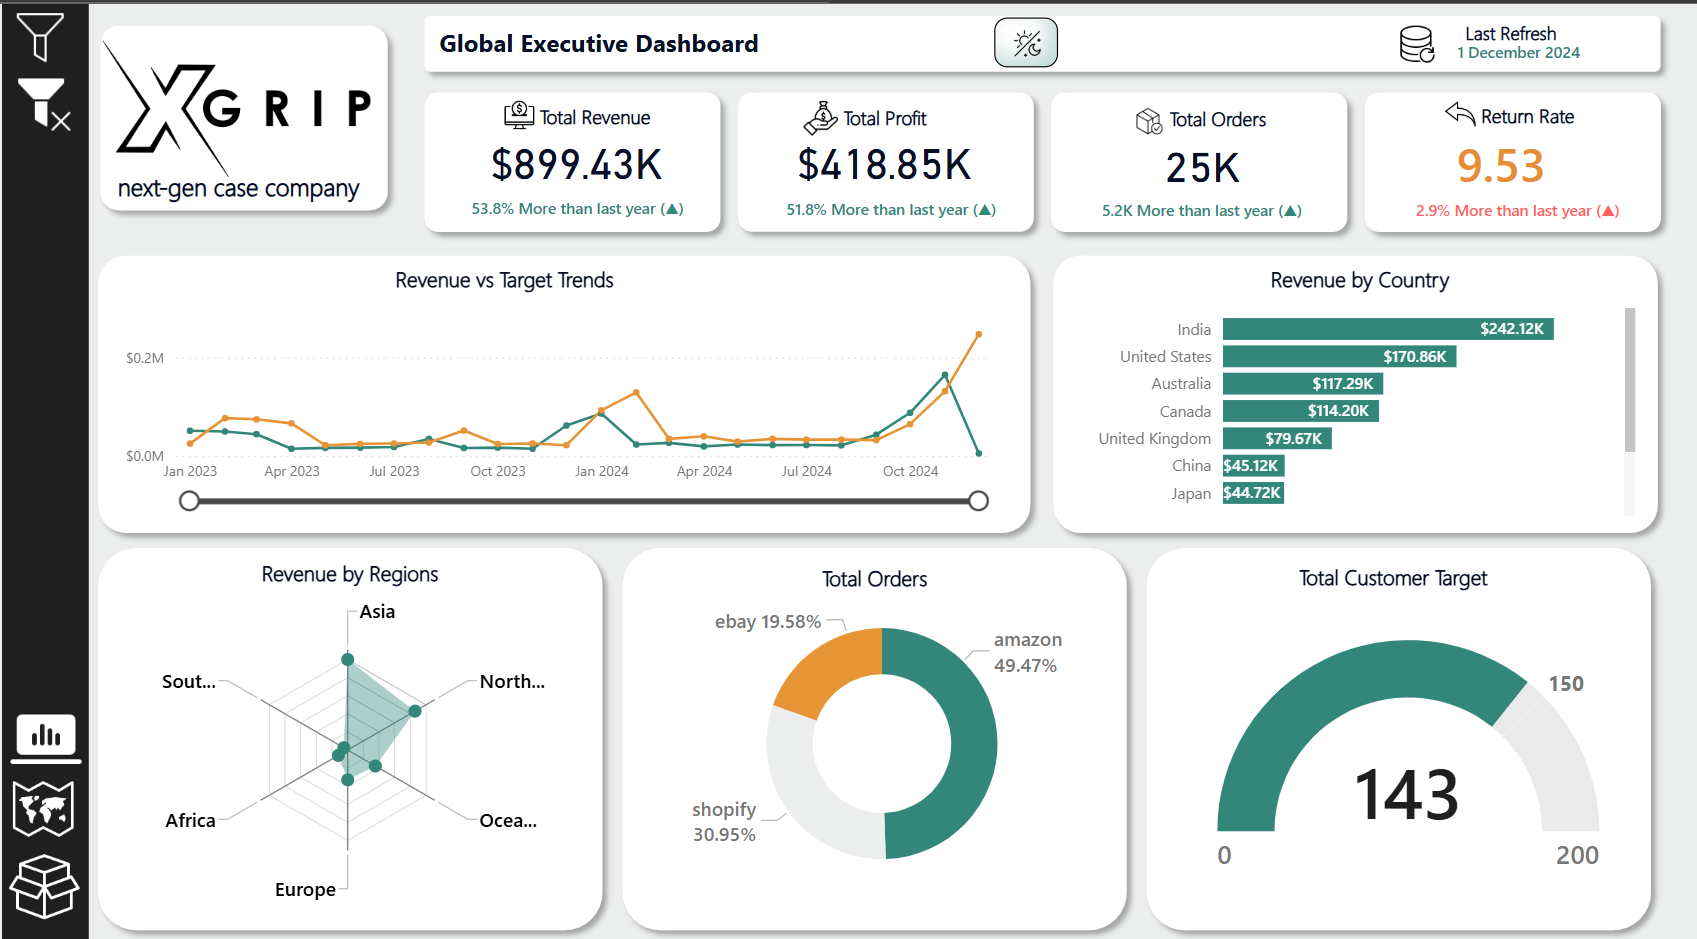 XGRIP
next-gen case company
Global Executive Dashboard
Last Refresh
1 December 2024
Total Revenue
$899.43K
53.8% More than last year (▲)
Total Profit
$418.85K
51.8% More than last year (▲)
Total Orders
25K
5.2K More than last year (▲)
Return Rate
9.53
2.9% More than last year (▲)
Revenue vs Target Trends
$0.2M
$0.0M
Jan 2023
Apr 2023
Jul 2023
Oct 2023
Jan 2024
Apr 2024
Jul 2024
Oct 2024
Revenue by Country
India $242.12K
United States $170.86K
Australia $117.29K
Canada $114.20K
United Kingdom $79.67K
China $45.12K
Japan $44.72K
Revenue by Regions
Asia
Sout...
North...
Africa
Ocea...
Europe
Total Orders
ebay 19.58%
amazon
49.47%
shopify
30.95%
Total Customer Target
150
143
0
200